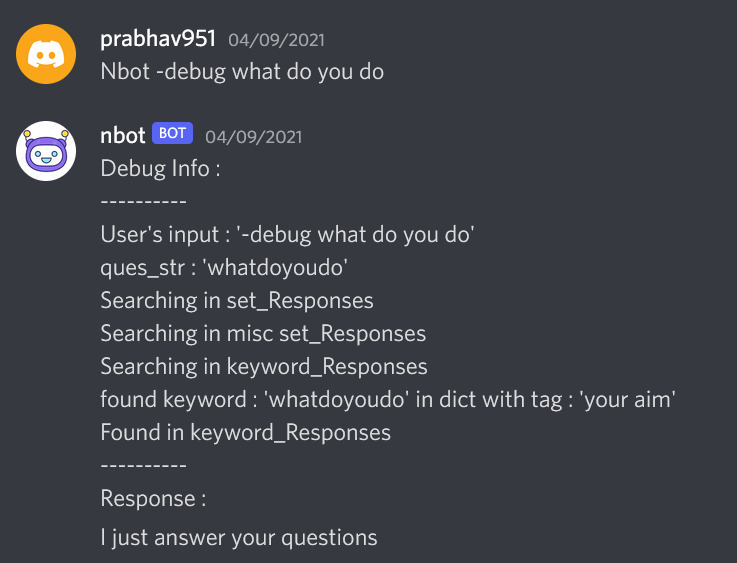 prabhav951 04/09/2021
Nbot -debug what do you do
nbot BOT 04/09/2021
Debug Info :
----------
User's input : '-debug what do you do'
ques_str : 'whatdoyoudo'
Searching in set_Responses
Searching in misc set_Responses
Searching in keyword_Responses
found keyword : 'whatdoyoudo' in dict with tag : 'your aim'
Found in keyword_Responses
----------
Response :
I just answer your questions